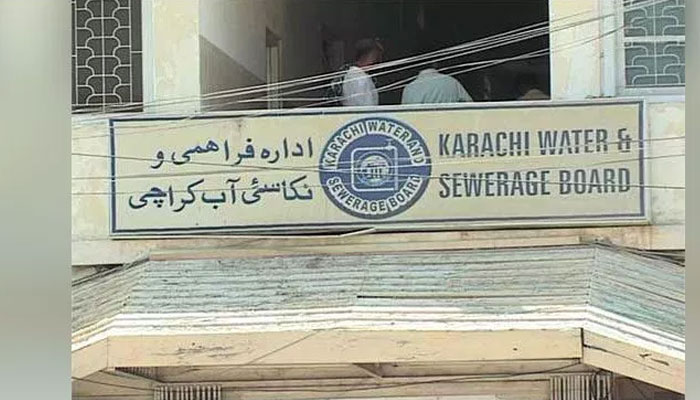 ادارہ فراہمی و
نکاسئ آب کراچی
KARACHI WATER AND
SEWERAGE BOARD
KARACHI WATER &
SEWERAGE BOARD